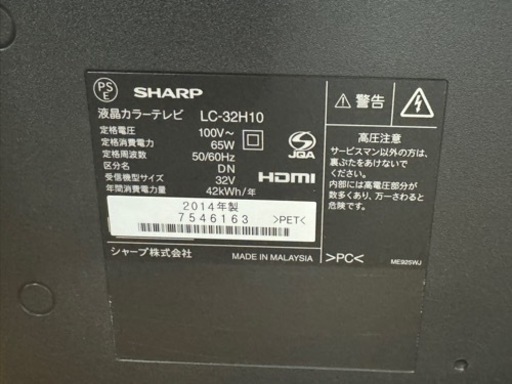 PS
E
SHARP
液晶カラーテレビ LC-32H10
定格電圧 100V～
定格消費電力 65W
定格周波数 50/60Hz
区分名 DN
受信機型サイズ 32V
年間消費電力量 42kWh/年
JQA
HDMI
2014年製
7546163 >PET<
シャープ株式会社 MADE IN MALAYSIA
警告
高圧注意
サービスマン以外の方は、
裏ぶたをあけないで
ください。
内部には高電圧部分が
数多くあり、万一さわると
危険です。
>PC< ME925WJ